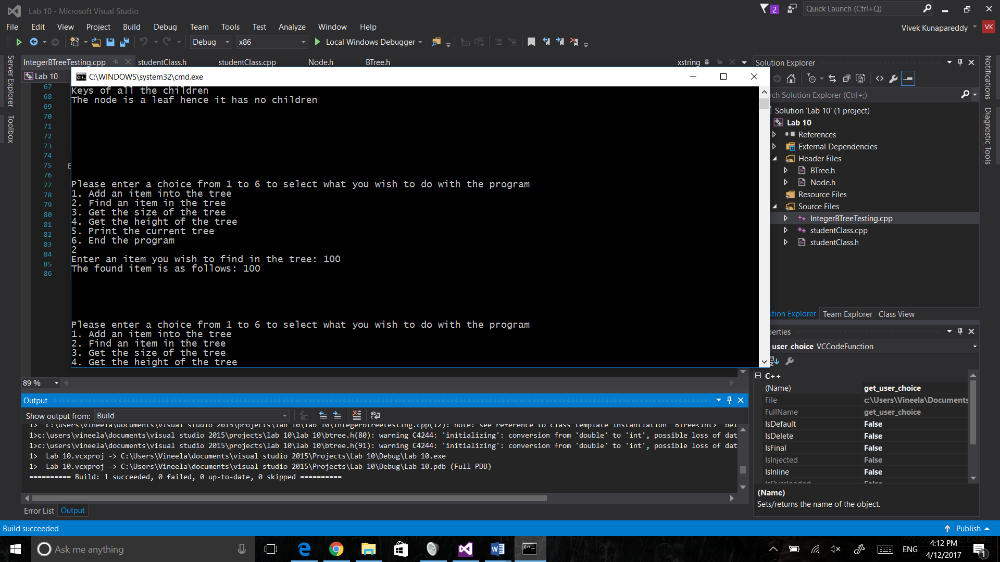 Lab 10 - Microsoft Visual Studio
2
Quick Launch (Ctrl+Q)
File Edit View Project Build Debug Team Tools Test Analyze Window Help
Vivek Kunapareddy
VK
Debug x86 Local Windows Debugger
Server Explorer
Toolbox
IntegerBTreeTesting.cpp studentClass.h studentClass.cpp Node.h BTree.h xstring
Lab 10
67
68
69
70
71
72
73
74
75
76
77
78
79
80
81
82
83
84
85
86
C:\WINDOWS\system32\cmd.exe
Keys of all the children
The node is a leaf hence it has no children
Please enter a choice from 1 to 6 to select what you wish to do with the program
1. Add an item into the tree
2. Find an item in the tree
3. Get the size of the tree
4. Get the height of the tree
5. Print the current tree
6. End the program
2
Enter an item you wish to find in the tree: 100
The found item is as follows: 100
Please enter a choice from 1 to 6 to select what you wish to do with the program
1. Add an item into the tree
2. Find an item in the tree
3. Get the size of the tree
4. Get the height of the tree
89 %
Output
Show output from: Build
1> c:\users\vineela\documents\visual studio 2015\projects\lab 10\lab 10\integerbtreetesting.cpp(12): note: see reference to class template instantiation 'BTree<int>' bei
1>c:\users\vineela\documents\visual studio 2015\projects\lab 10\lab 10\btree.h(80): warning C4244: 'initializing': conversion from 'double' to 'int', possible loss of dat
1>c:\users\vineela\documents\visual studio 2015\projects\lab 10\lab 10\btree.h(91): warning C4244: 'initializing': conversion from 'double' to 'int', possible loss of dat
1> Lab 10.vcxproj -> C:\Users\Vineela\documents\visual studio 2015\Projects\Lab 10\Debug\Lab 10.exe
1> Lab 10.vcxproj -> C:\Users\Vineela\documents\visual studio 2015\Projects\Lab 10\Debug\Lab 10.pdb (Full PDB)
========== Build: 1 succeeded, 0 failed, 0 up-to-date, 0 skipped ==========
Error List Output
Solution Explorer
rch Solution Explorer (Ctrl+;)
Solution 'Lab 10' (1 project)
Lab 10
References
External Dependencies
Header Files
BTree.h
Node.h
Resource Files
Source Files
IntegerBTreeTesting.cpp
studentClass.cpp
studentClass.h
ution Explorer Team Explorer Class View
perties
_user_choice VCCodeFunction
C++
(Name) get_user_choice
File c:\Users\Vineela\Documents
FullName get_user_choice
IsDefault False
IsDelete False
IsFinal False
IsInjected False
IsInline False
IsOverloaded False
(Name)
Sets/returns the name of the object.
Notifications
Diagnostic Tools
Build succeeded
Publish
Ask me anything
ENG
4:12 PM
4/12/2017
1